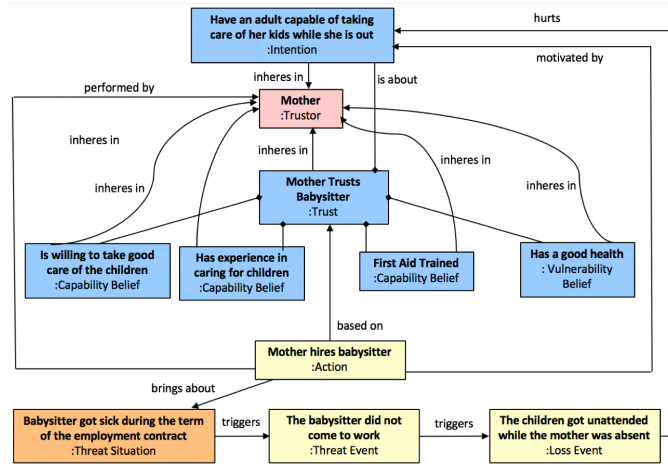 Have an adult capable of taking
care of her kids while she is out
:Intention
hurts
motivated by
inheres in
is about
performed by
Mother
:Trustor
inheres in
inheres in
inheres in
inheres in
inheres in
Mother Trusts
Babysitter
:Trust
Is willing to take good
care of the children
:Capability Belief
Has experience in
caring for children
:Capability Belief
First Aid Trained
:Capability Belief
Has a good health
: Vulnerability
Belief
based on
Mother hires babysitter
:Action
brings about
Babysitter got sick during the term
of the employment contract
:Threat Situation
triggers
The babysitter did not
come to work
:Threat Event
triggers
The children got unattended
while the mother was absent
:Loss Event